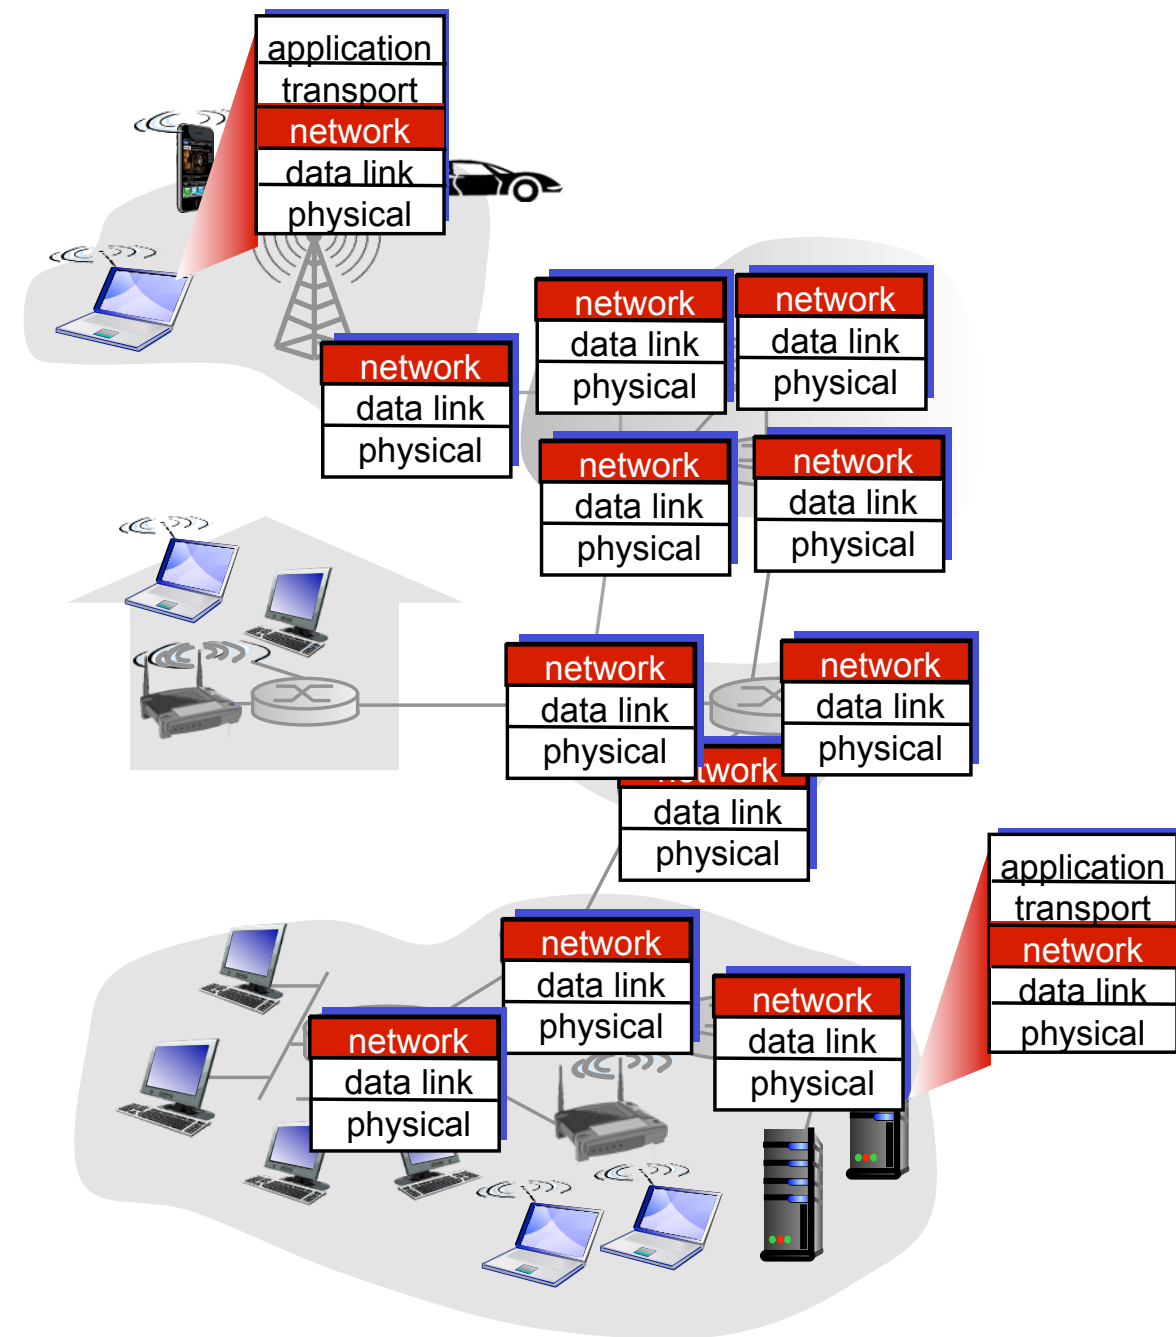 application
transport
network
data link
physical
network
data link
physical
network
data link
physical
network
data link
physical
network
data link
physical
network
data link
physical
network
data link
physical
network
data link
physical
network
data link
physical
application
transport
network
data link
physical
network
data link
physical
network
data link
physical
network
data link
physical